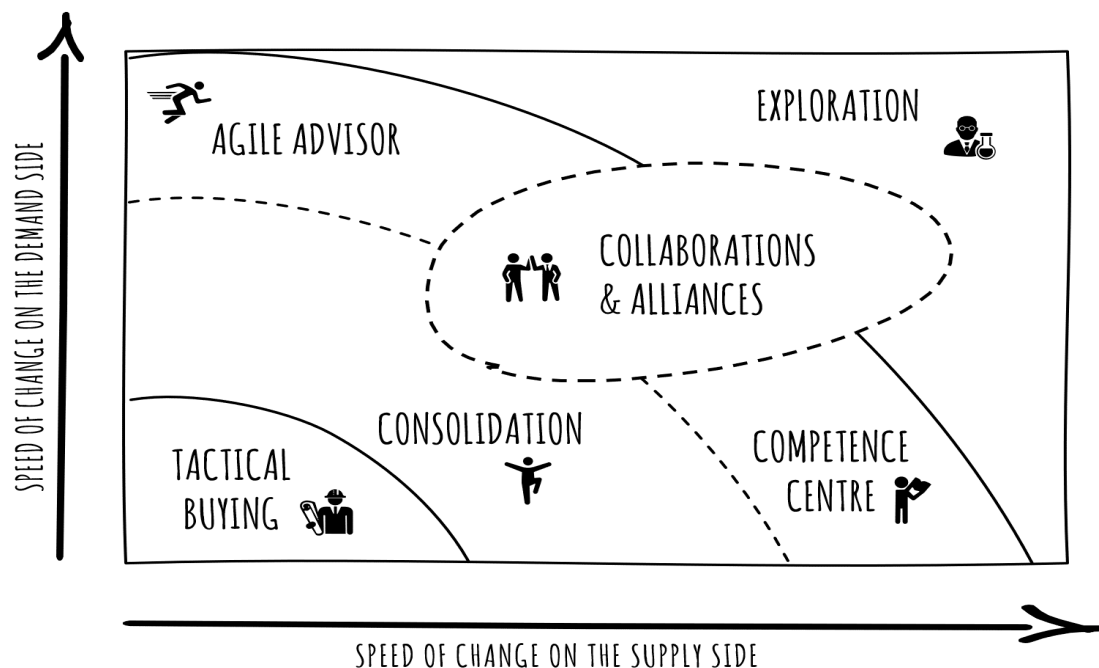 SPEED OF CHANGE ON THE DEMAND SIDE
AGILE ADVISOR
EXPLORATION
COLLABORATIONS
& ALLIANCES
CONSOLIDATION
TACTICAL
BUYING
COMPETENCE
CENTRE
SPEED OF CHANGE ON THE SUPPLY SIDE